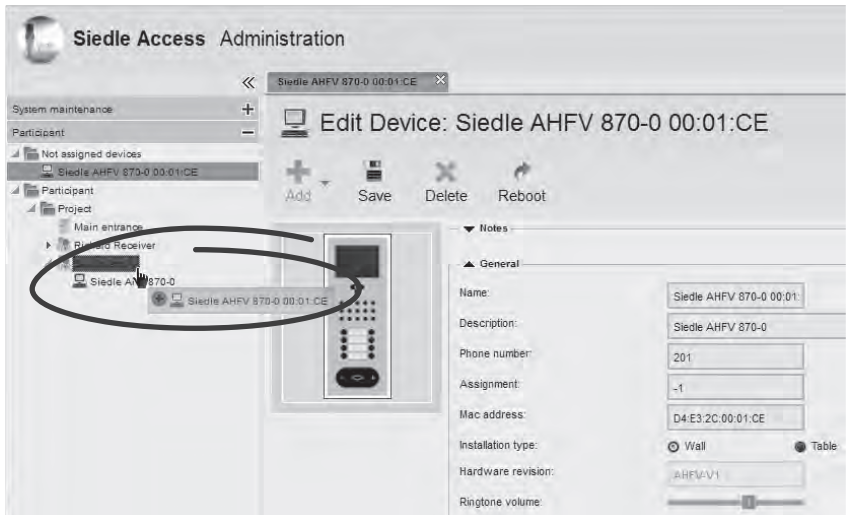 Siedle Access Administration
Siedle AHFV 870-0 00:01:CE
System maintenance
Participant
Not assigned devices
Siedle AHFV 870-0 00:01:CE
Participant
Project
Main entrance
Richard Receiver
Siedle AHFV 870-0
Siedle AHFV 870-0 00:01:CE
Edit Device: Siedle AHFV 870-0 00:01:CE
Add Save Delete Reboot
Notes
General
Name: Siedle AHFV 870-0 00:01
Description: Siedle AHFV 870-0
Phone number: 201
Assignment: -1
Mac address: D4:E3:2C:00:01:CE
Installation type: Wall Table
Hardware revision: AHFV-V1
Ringtone volume: